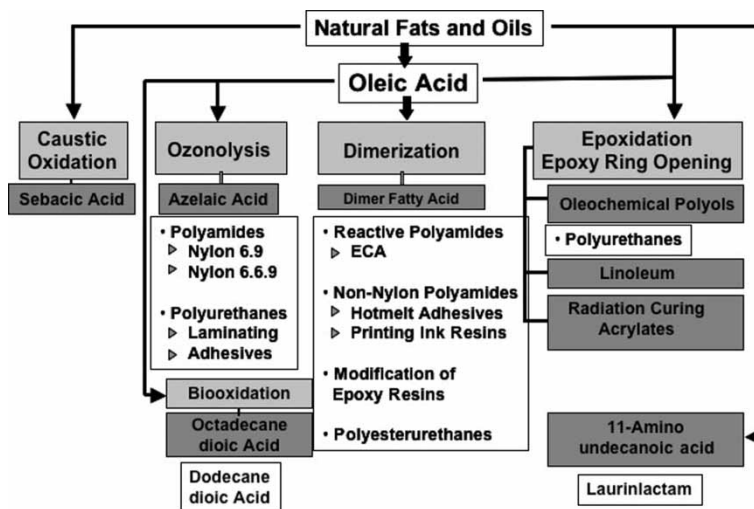 Natural Fats and Oils
Oleic Acid
Caustic
Oxidation
Sebacic Acid
Ozonolysis
Azelaic Acid
• Polyamides
Nylon 6.9
Nylon 6.6.9
• Polyurethanes
Laminating
Adhesives
Biooxidation
Octadecane
dioic Acid
Dodecane
dioic Acid
Dimerization
Dimer Fatty Acid
• Reactive Polyamides
ECA
• Non-Nylon Polyamides
Hotmelt Adhesives
Printing Ink Resins
• Modification of
Epoxy Resins
• Polyesterurethanes
Epoxidation
Epoxy Ring Opening
Oleochemical Polyols
• Polyurethanes
Linoleum
Radiation Curing
Acrylates
11-Amino
undecanoic acid
Laurinlactam